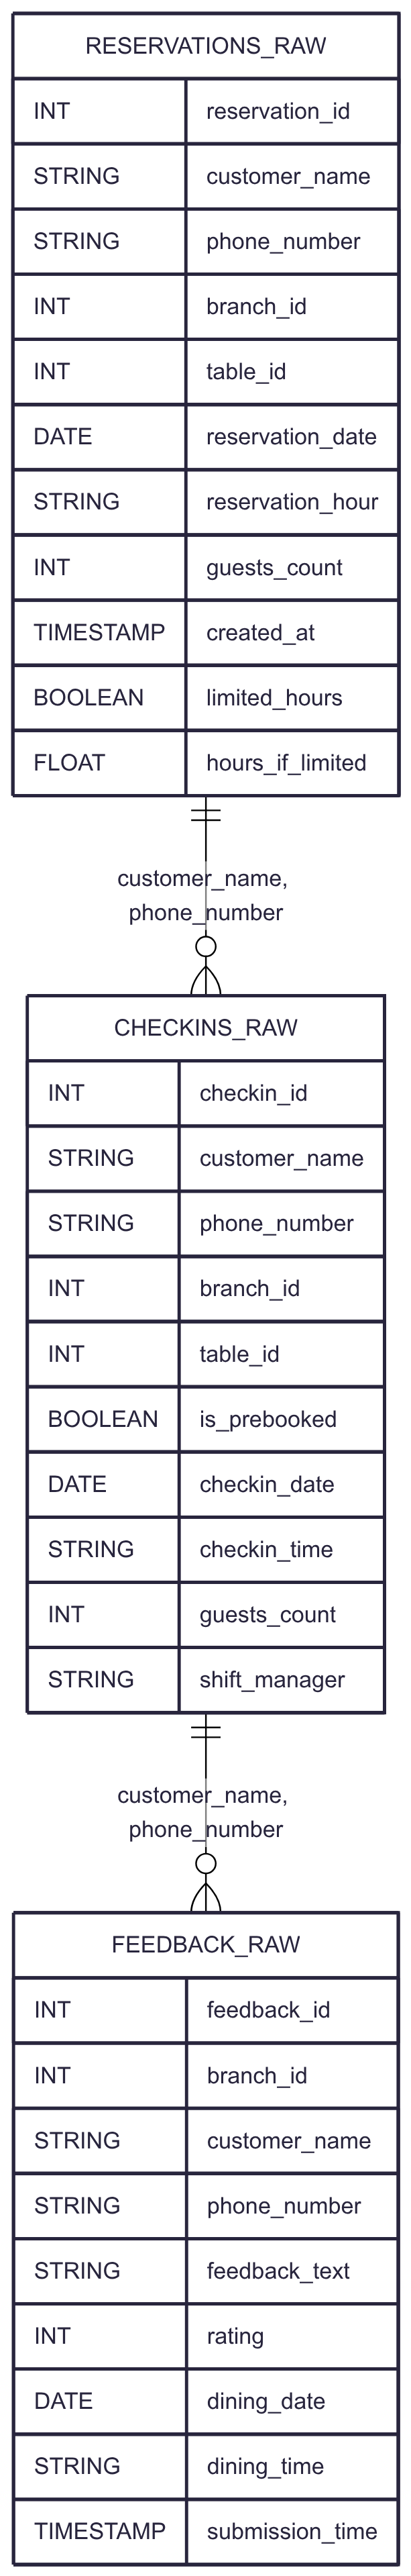 RESERVATIONS_RAW
INT reservation_id
STRING customer_name
STRING phone_number
INT branch_id
INT table_id
DATE reservation_date
STRING reservation_hour
INT guests_count
TIMESTAMP created_at
BOOLEAN limited_hours
FLOAT hours_if_limited
customer_name,
phone_number
CHECKINS_RAW
INT checkin_id
STRING customer_name
STRING phone_number
INT branch_id
INT table_id
BOOLEAN is_prebooked
DATE checkin_date
STRING checkin_time
INT guests_count
STRING shift_manager
customer_name,
phone_number
FEEDBACK_RAW
INT feedback_id
INT branch_id
STRING customer_name
STRING phone_number
STRING feedback_text
INT rating
DATE dining_date
STRING dining_time
TIMESTAMP submission_time